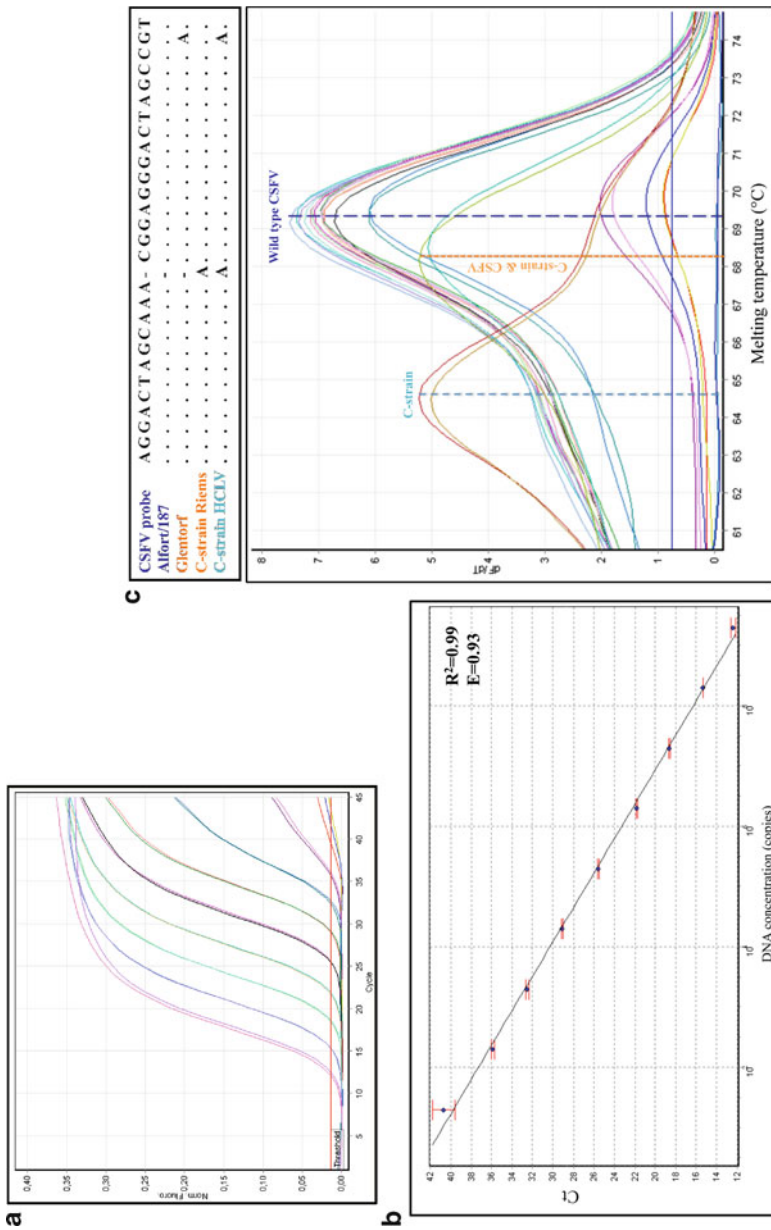 a
Norm. Fluoro.
0,40
0,35
0,30
0,25
0,20
0,15
0,10
0,05
0,00
Threshold
5
10
15
20
25
30
35
40
45
Cycle
b
Ct
42
40
38
36
34
32
30
28
26
24
22
20
18
16
14
12
R²=0.99
E=0.93
DNA concentration (copies)
c
CSFV probe AGGACTAGCAAA-CGGAGGGACTAGCCGT
Alfort/187 . . . . . . . . . . . . - . . . . . . . . . . . . . . . .
Glentorf . . . . . . . . . . . . - . . . . . . . . . . . . . . A .
C-strain Riems . . . . . . . . . . . . A . . . . . . . . . . . . . . . .
C-strain HCLV . . . . . . . . . . . . A . . . . . . . . . . . . . . A .
dF/dT
8
7
6
5
4
3
2
1
0
Wild type CSFV
C-strain & CSFV
C-strain
61
62
63
64
65
66
67
68
69
70
71
72
73
74
Melting temperature (°C)